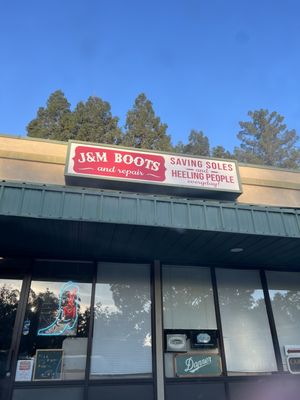 J&M BOOTS
and repair
SAVING SOLES
and
HEELING PEOPLE
everyday!
Danner